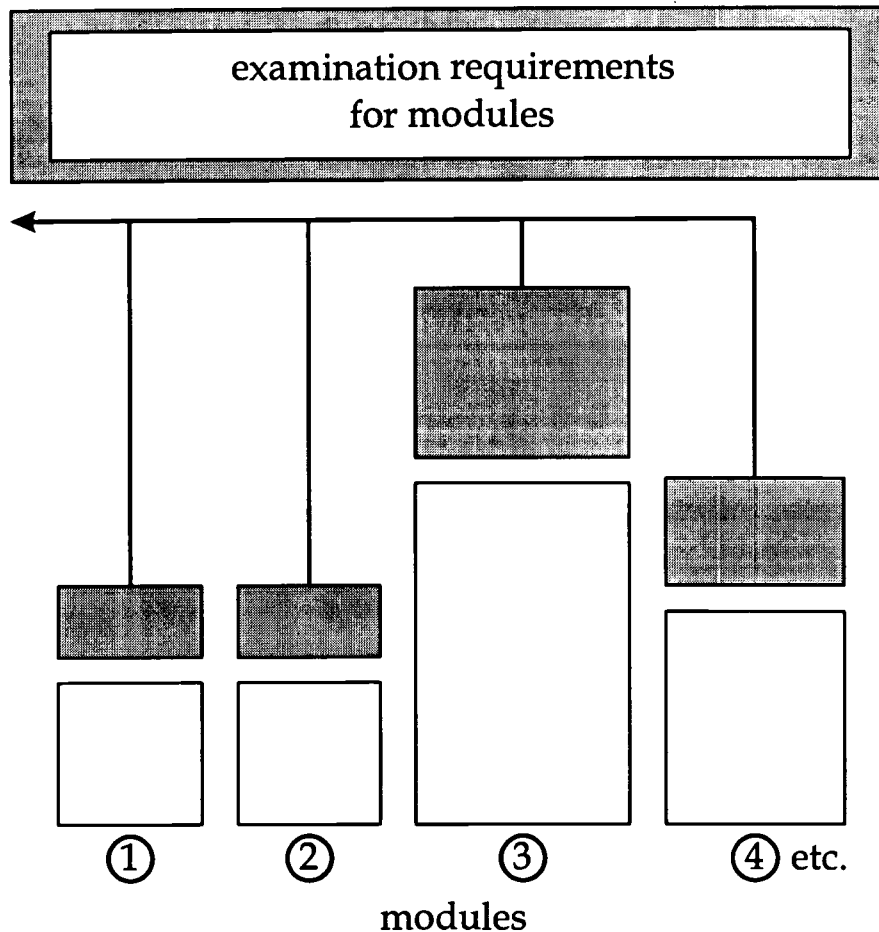 examination requirements
for modules
1 2 3 4 etc.
modules